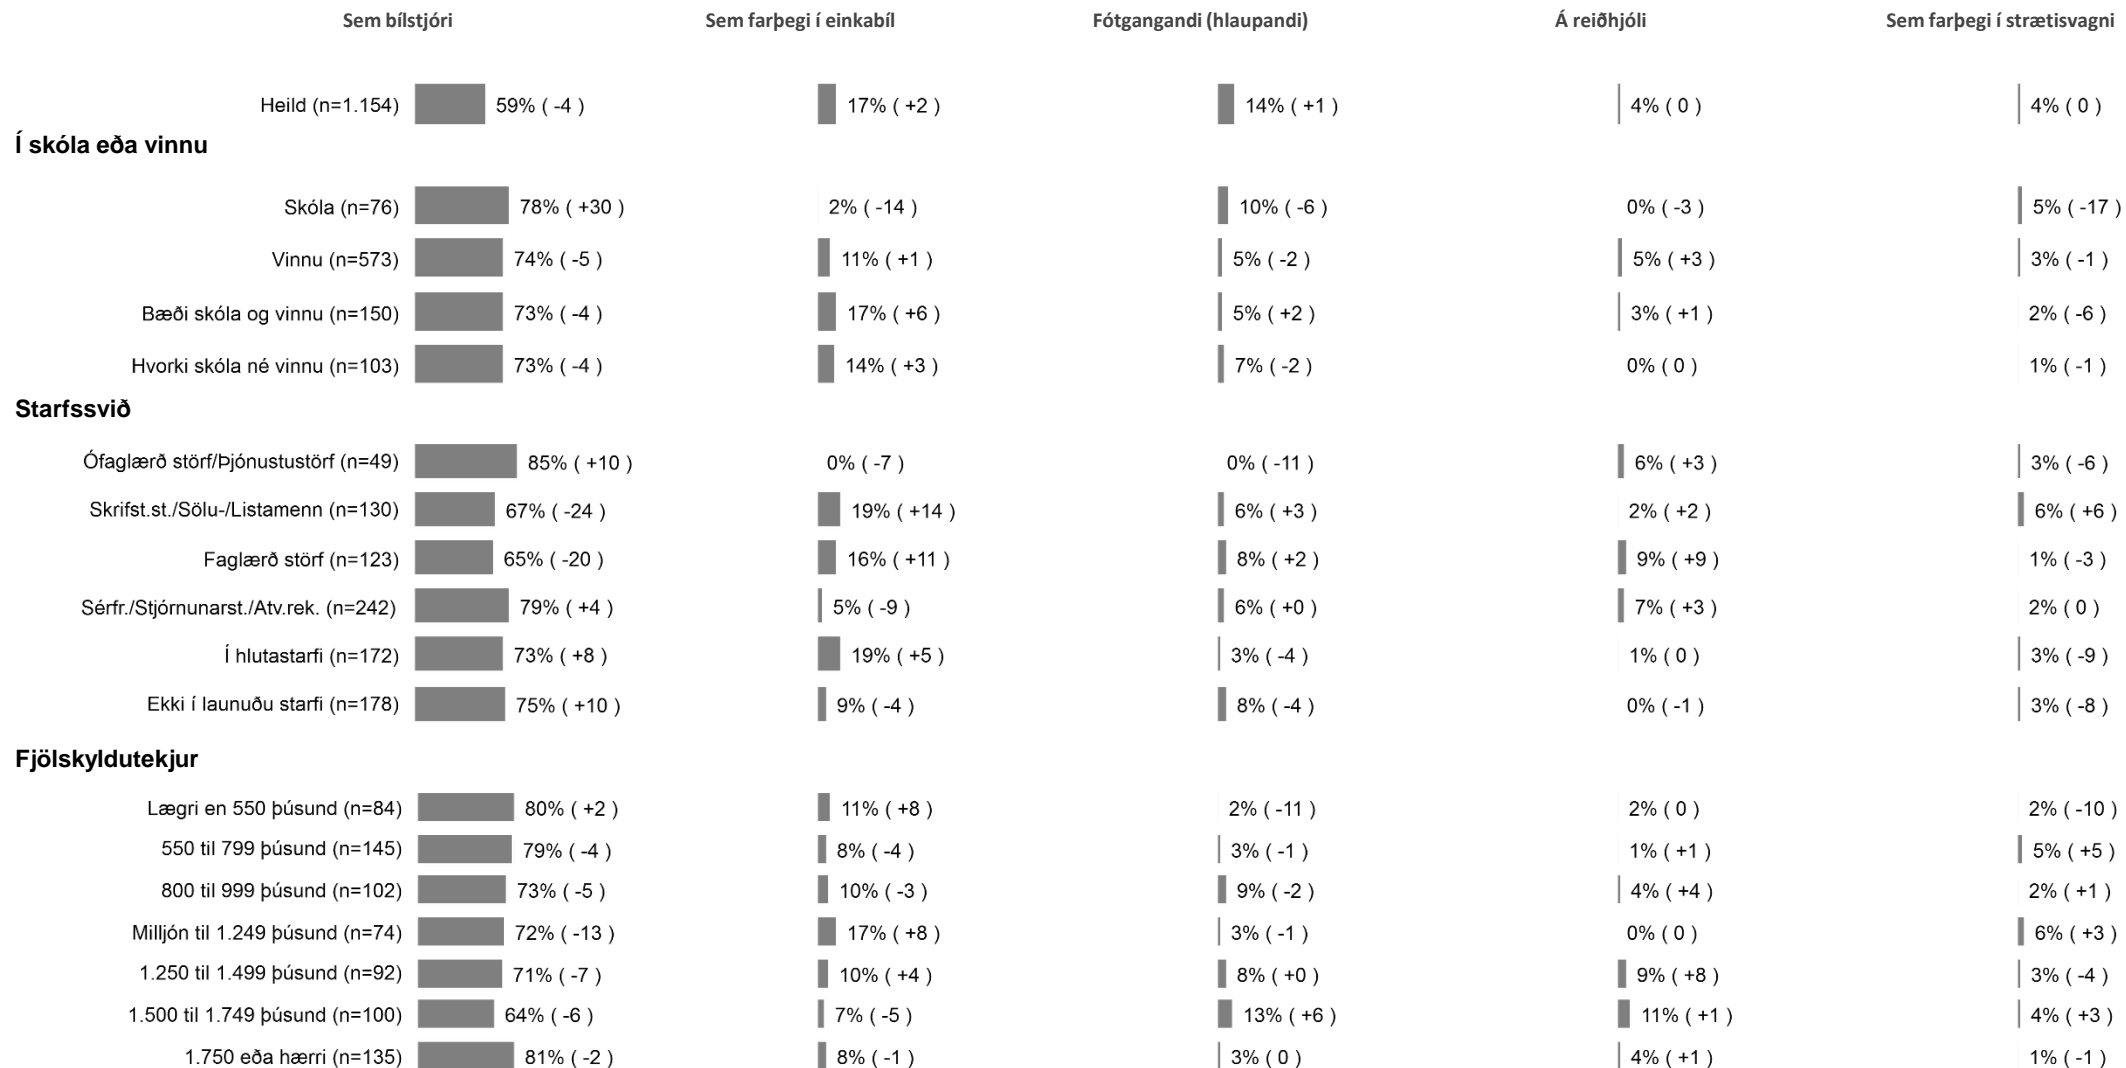 Sem bílstjóri Sem farþegi í einkabíl Fótgangandi (hlaupandi) Á reiðhjóli Sem farþegi í strætisvagni
Heild (n=1.154) 59% ( -4 ) 17% ( +2 ) 14% ( +1 ) 4% ( 0 ) 4% ( 0 )
Í skóla eða vinnu
Skóla (n=76) 78% ( +30 ) 2% ( -14 ) 10% ( -6 ) 0% ( -3 ) 5% ( -17 )
Vinnu (n=573) 74% ( -5 ) 11% ( +1 ) 5% ( -2 ) 5% ( +3 ) 3% ( -1 )
Bæði skóla og vinnu (n=150) 73% ( -4 ) 17% ( +6 ) 5% ( +2 ) 3% ( +1 ) 2% ( -6 )
Hvorki skóla né vinnu (n=103) 73% ( -4 ) 14% ( +3 ) 7% ( -2 ) 0% ( 0 ) 1% ( -1 )
Starfssvið
Ófaglærð störf/Þjónustustörf (n=49) 85% ( +10 ) 0% ( -7 ) 0% ( -11 ) 6% ( +3 ) 3% ( -6 )
Skrifst.st./Sölu-/Listamenn (n=130) 67% ( -24 ) 19% ( +14 ) 6% ( +3 ) 2% ( +2 ) 6% ( +6 )
Faglærð störf (n=123) 65% ( -20 ) 16% ( +11 ) 8% ( +2 ) 9% ( +9 ) 1% ( -3 )
Sérfr./Stjórnunarst./Atv.rek. (n=242) 79% ( +4 ) 5% ( -9 ) 6% ( +0 ) 7% ( +3 ) 2% ( 0 )
Í hlutastarfi (n=172) 73% ( +8 ) 19% ( +5 ) 3% ( -4 ) 1% ( 0 ) 3% ( -9 )
Ekki í launuðu starfi (n=178) 75% ( +10 ) 9% ( -4 ) 8% ( -4 ) 0% ( -1 ) 3% ( -8 )
Fjölskyldutekjur
Lægri en 550 þúsund (n=84) 80% ( +2 ) 11% ( +8 ) 2% ( -11 ) 2% ( 0 ) 2% ( -10 )
550 til 799 þúsund (n=145) 79% ( -4 ) 8% ( -4 ) 3% ( -1 ) 1% ( +1 ) 5% ( +5 )
800 til 999 þúsund (n=102) 73% ( -5 ) 10% ( -3 ) 9% ( -2 ) 4% ( +4 ) 2% ( +1 )
Milljón til 1.249 þúsund (n=74) 72% ( -13 ) 17% ( +8 ) 3% ( -1 ) 0% ( 0 ) 6% ( +3 )
1.250 til 1.499 þúsund (n=92) 71% ( -7 ) 10% ( +4 ) 8% ( +0 ) 9% ( +8 ) 3% ( -4 )
1.500 til 1.749 þúsund (n=100) 64% ( -6 ) 7% ( -5 ) 13% ( +6 ) 11% ( +1 ) 4% ( +3 )
1.750 eða hærri (n=135) 81% ( -2 ) 8% ( -1 ) 3% ( 0 ) 4% ( +1 ) 1% ( -1 )